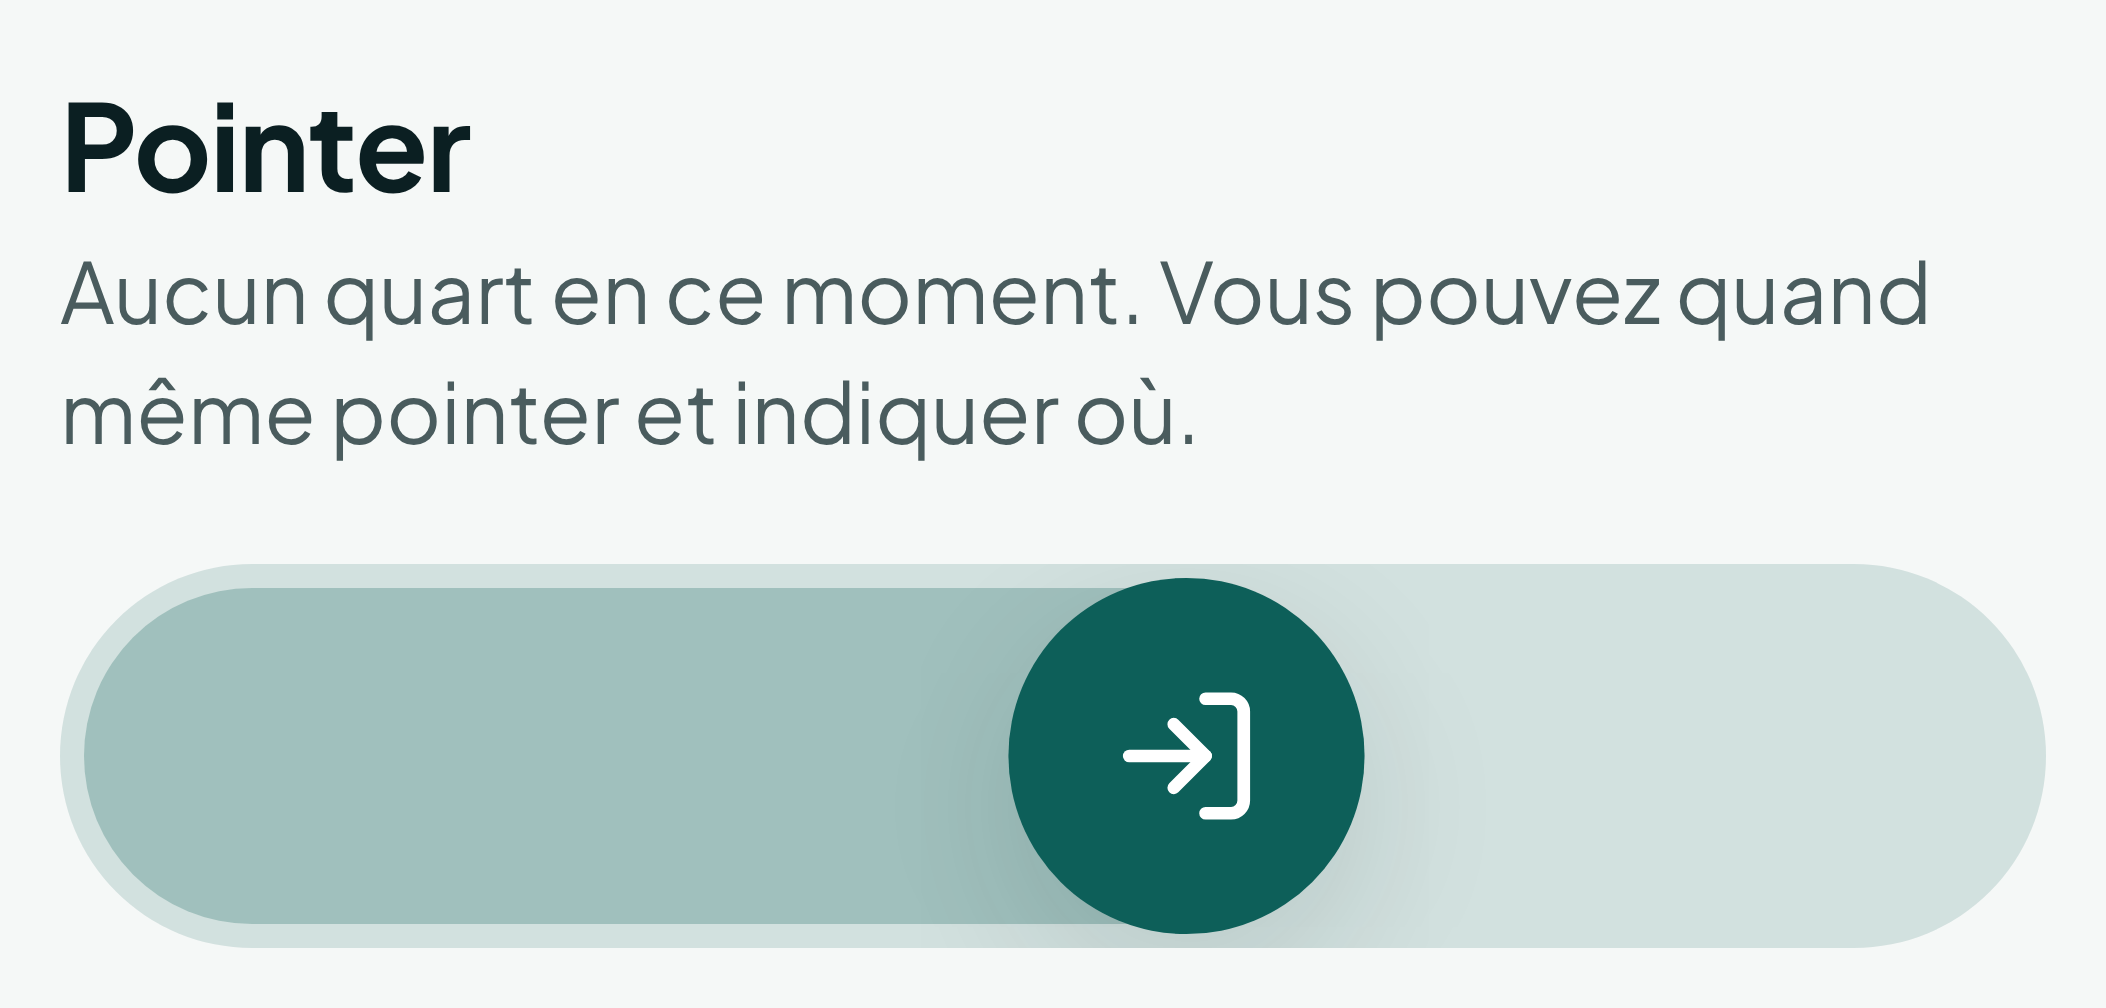 Pointer
Aucun quart en ce moment. Vous pouvez quand
même pointer et indiquer où.